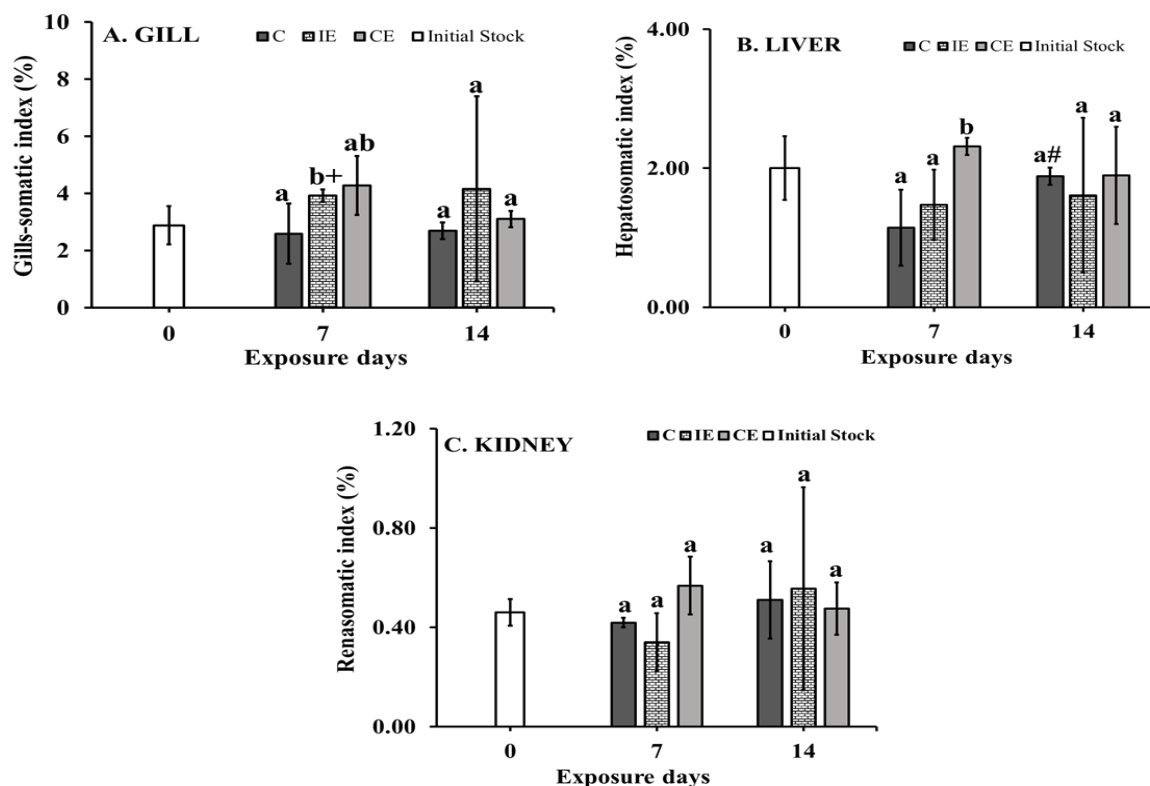 A. GILL
C IE CE Initial Stock
Gills-somatic index (%)
10
8
6
4
2
0
a
b+
ab
a
a
a
0 7 14
Exposure days
B. LIVER
C IE CE Initial Stock
Hepatosomatic index (%)
4.00
2.00
0.00
a
a
b
a#
a
a
0 7 14
Exposure days
C. KIDNEY
C IE CE Initial Stock
Renasomatic index (%)
1.20
0.80
0.40
0.00
a
a
a
a
a
a
0 7 14
Exposure days